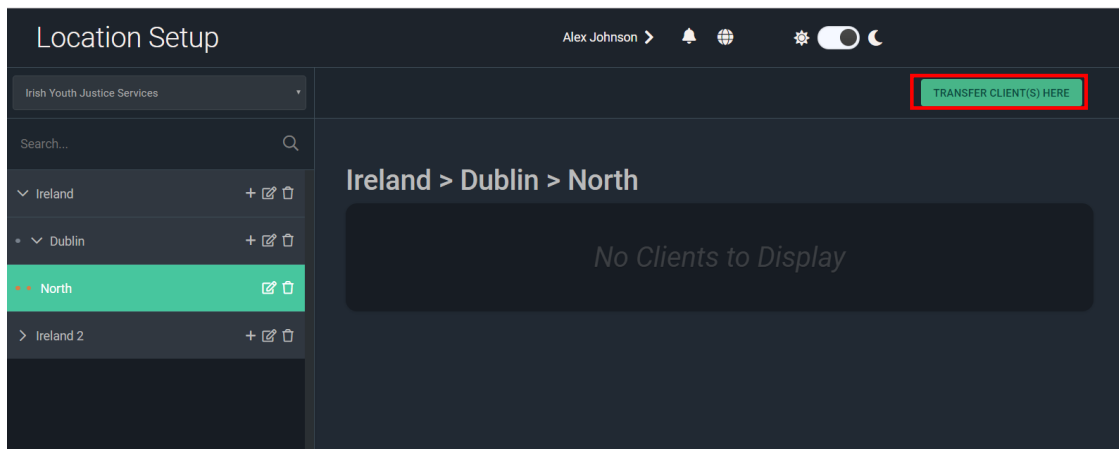 Location Setup
Alex Johnson
Irish Youth Justice Services
TRANSFER CLIENT(S) HERE
Search...
Ireland
Dublin
North
Ireland 2
Ireland > Dublin > North
No Clients to Display